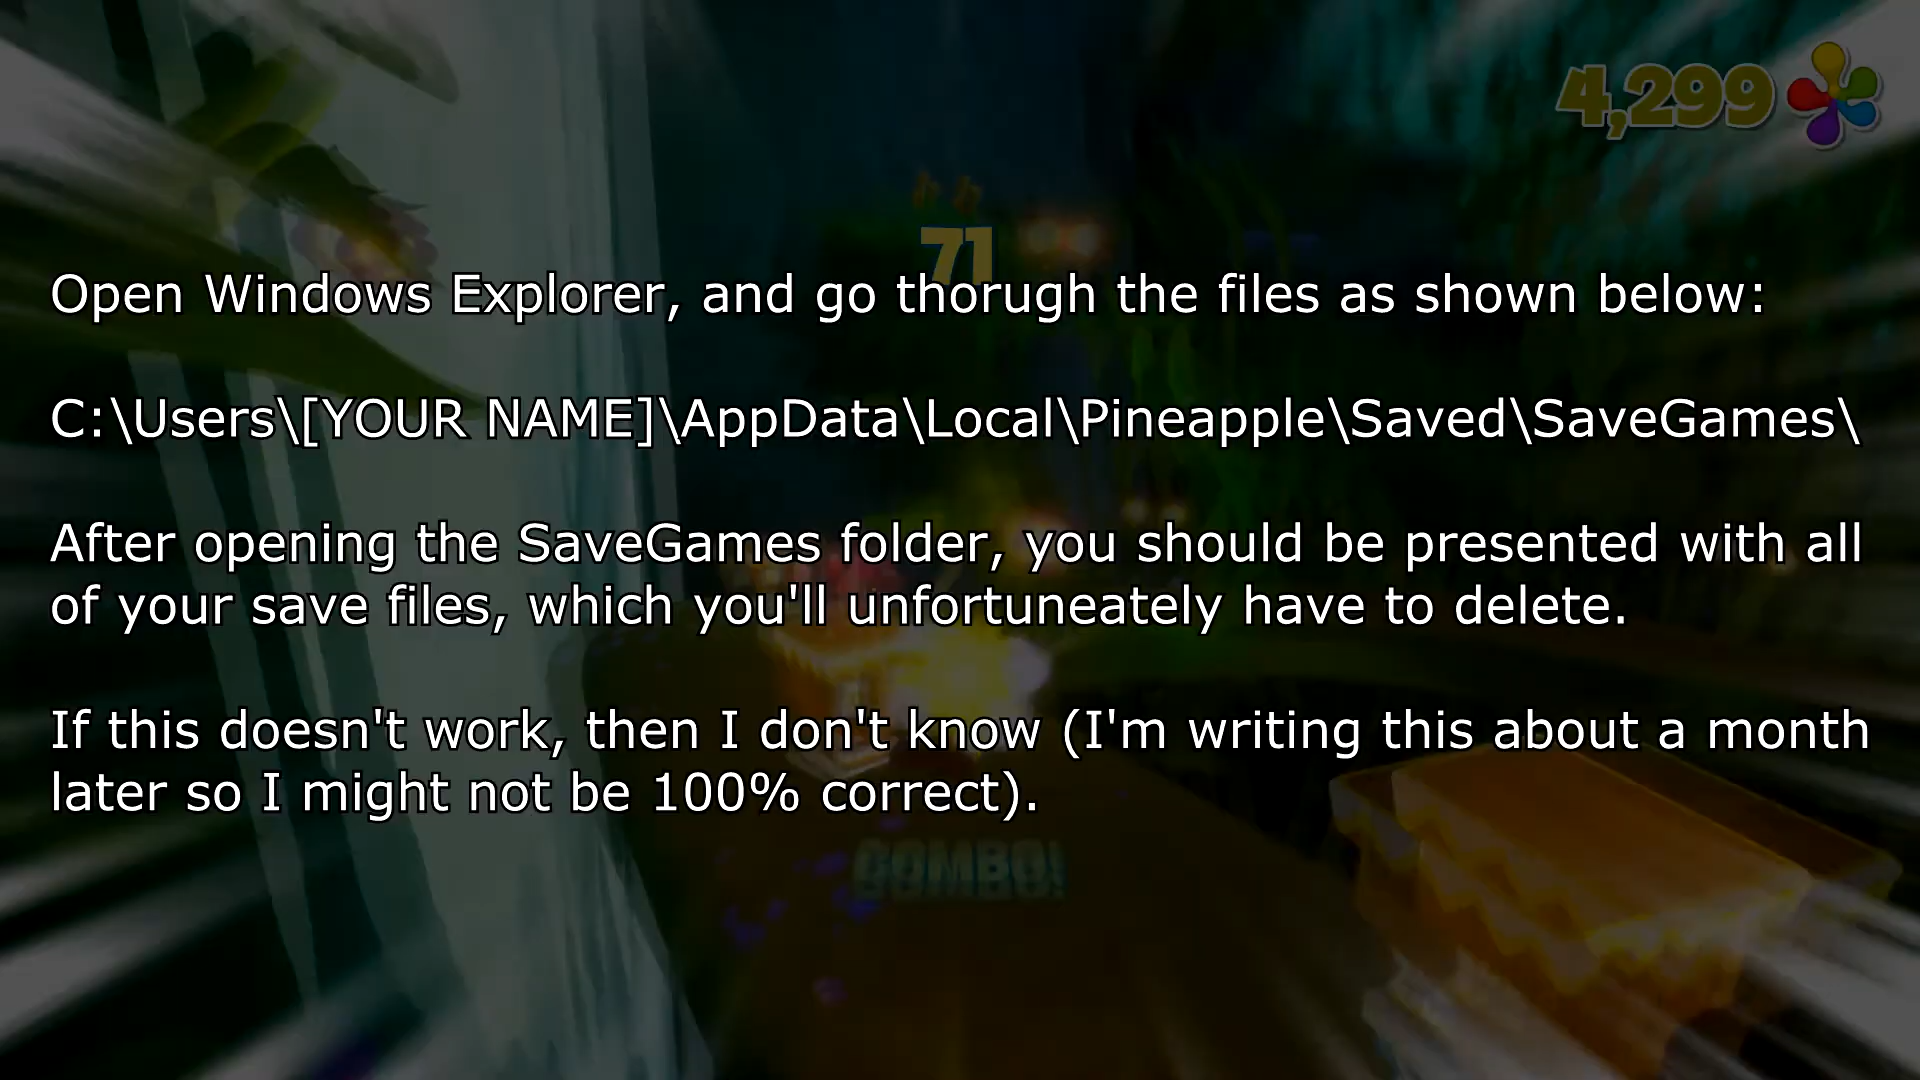 4,299
71
Open Windows Explorer, and go thorugh the files as shown below:
C:\Users\[YOUR NAME]\AppData\Local\Pineapple\Saved\SaveGames\
After opening the SaveGames folder, you should be presented with all
of your save files, which you'll unfortuneately have to delete.
If this doesn't work, then I don't know (I'm writing this about a month
later so I might not be 100% correct).
COMBO!